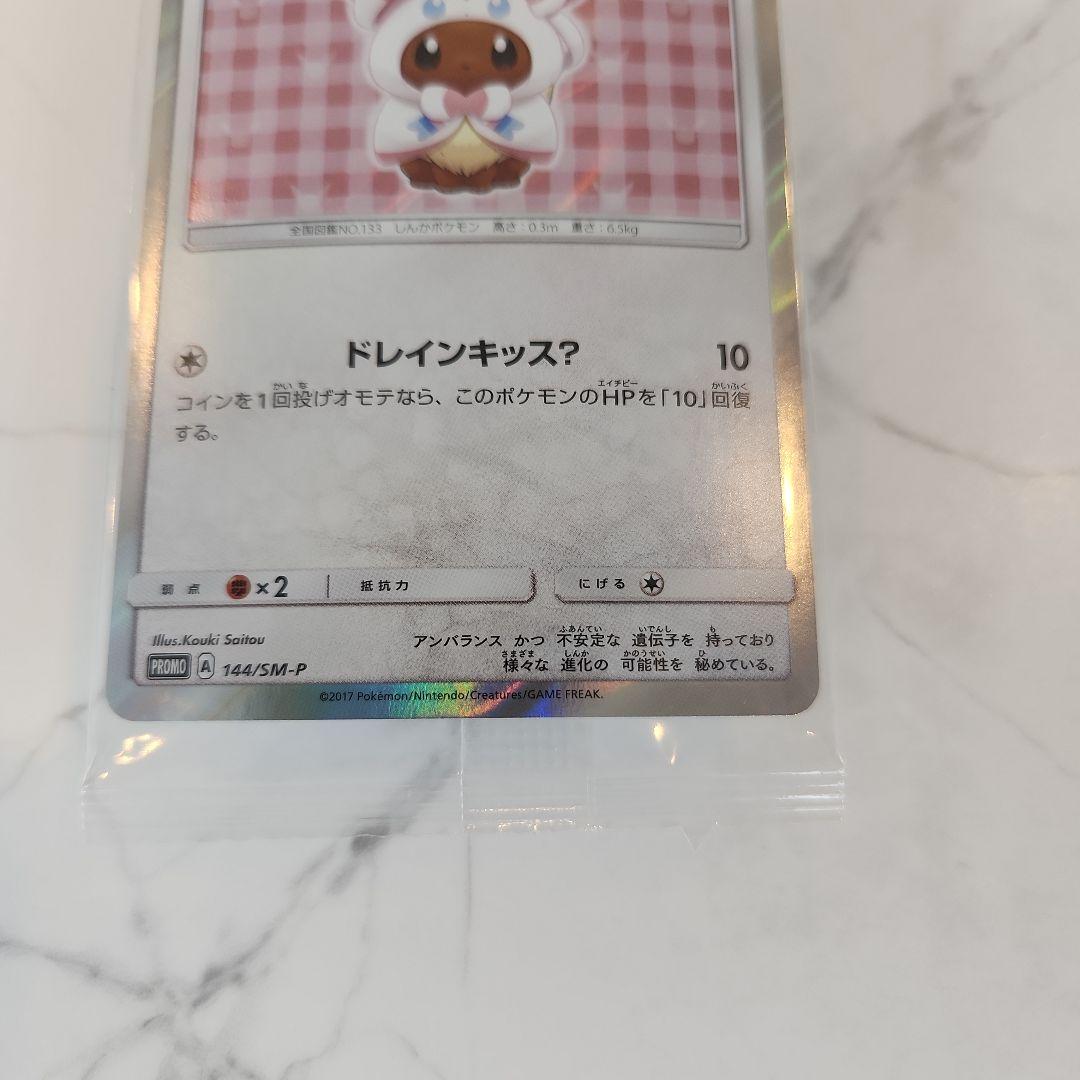 全国図鑑NO.133 しんかポケモン 高さ:0.3m 重さ:6.5kg
ドレインキッス? 10
コインを1回投げオモテなら、このポケモンのHPを「10」回復
する。
弱点 ×2 抵抗力 にげる
Illus.Kouki Saitou
PROMO A 144/SM-P
アンバランス かつ 不安定な 遺伝子を 持っており
様々な 進化の 可能性を 秘めている。
©2017 Pokémon/Nintendo/Creatures/GAME FREAK.